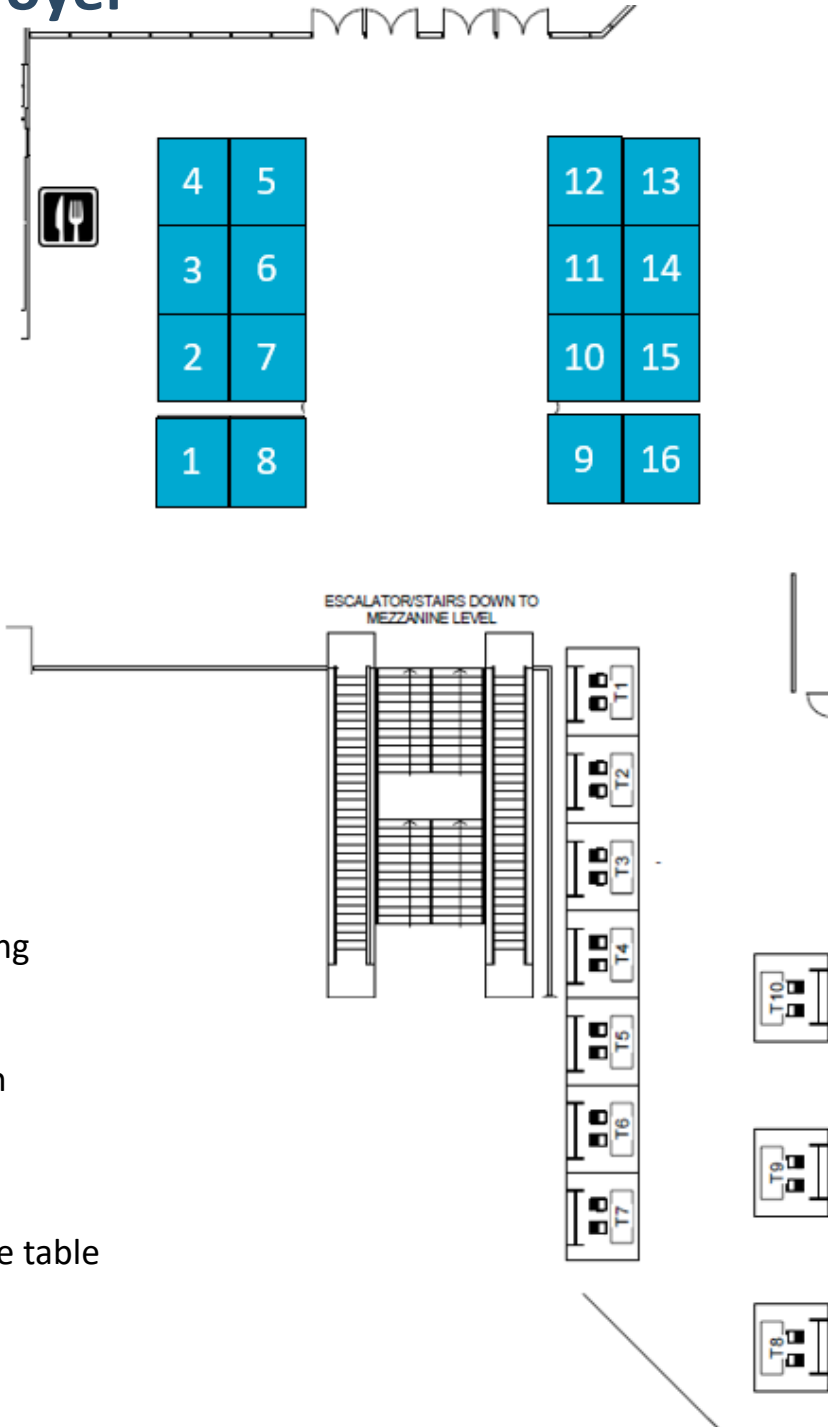 oyer
4 5 12 13
3 6 11 14
2 7 10 15
1 8 9 16
ESCALATOR/STAIRS DOWN TO
MEZZANINE LEVEL
T1
T2
T3
T4
ng
T10
T5
n
T6
T9
T7
e table
T8